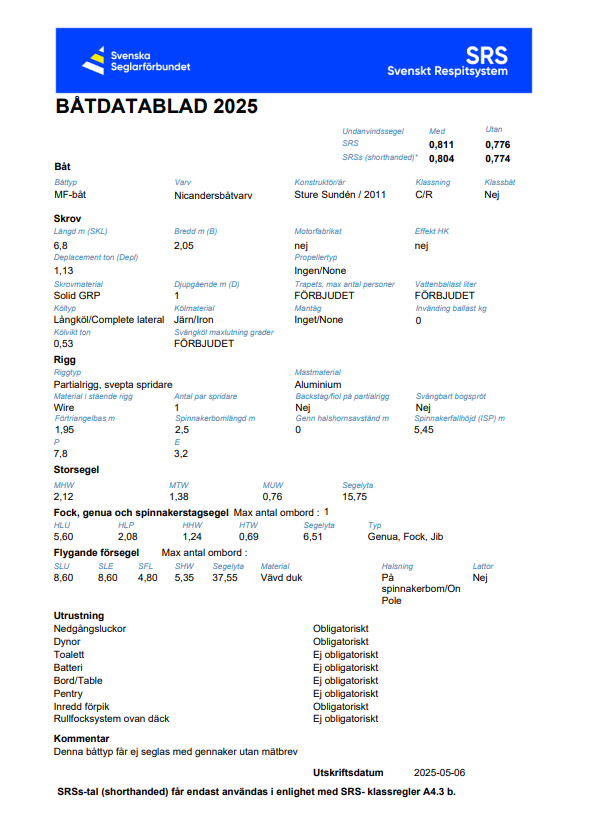 Svenska
Seglarförbundet
SRS
Svenskt Respitsystem
BÅTDATABLAD 2025
Undanvindssegel Med Utan
SRS 0,811 0,776
SRSs (shorthanded)* 0,804 0,774
Båt
Båttyp Varv Konstruktör/år Klassning Klassbåt
MF-båt Nicandersbåtvarv Sture Sundén / 2011 C/R Nej
Skrov
Längd m (SKL) Bredd m (B) Motorfabrikat Effekt HK
6,8 2,05 nej nej
Deplacement ton (Depl) Propellertyp
1,13 Ingen/None
Skrovmaterial Djupgående m (D) Trapets, max antal personer Vattenballast liter
Solid GRP 1 FÖRBJUDET FÖRBJUDET
Költyp Kölmaterial Mantåg Invänding ballast kg
Långköl/Complete lateral Järn/Iron Inget/None 0
Kölvikt ton Svängköl maxlutning grader
0,53 FÖRBJUDET
Rigg
Riggtyp Mastmaterial
Partialrigg, svepta spridare Aluminium
Material i stående rigg Antal par spridare Backstag/fiol på partialrigg Svängbart bogspröt
Wire 1 Nej Nej
Förtriangelbas m Spinnakerbomlängd m Genn halshornsavständ m Spinnakerfallhöjd (ISP) m
1,95 2,5 0 5,45
P E
7,8 3,2
Storsegel
MHW MTW MUW Segelyta
2,12 1,38 0,76 15,75
Fock, genua och spinnakerstagsegel Max antal ombord : 1
HLU HLP HHW HTW Segelyta Typ
5,60 2,08 1,24 0,69 6,51 Genua, Fock, Jib
Flygande försegel Max antal ombord :
SLU SLE SFL SHW Segelyta Material Halsning Lattor
8,60 8,60 4,80 5,35 37,55 Vävd duk På Nej
spinnakerbom/On
Pole
Utrustning
Nedgångsluckor Obligatoriskt
Dynor Obligatoriskt
Toalett Ej obligatoriskt
Batteri Ej obligatoriskt
Bord/Table Ej obligatoriskt
Pentry Ej obligatoriskt
Inredd förpik Obligatoriskt
Rullfocksystem ovan däck Ej obligatoriskt
Kommentar
Denna båttyp får ej seglas med gennaker utan mätbrev
Utskriftsdatum 2025-05-06
SRSs-tal (shorthanded) får endast användas i enlighet med SRS- klassregler A4.3 b.